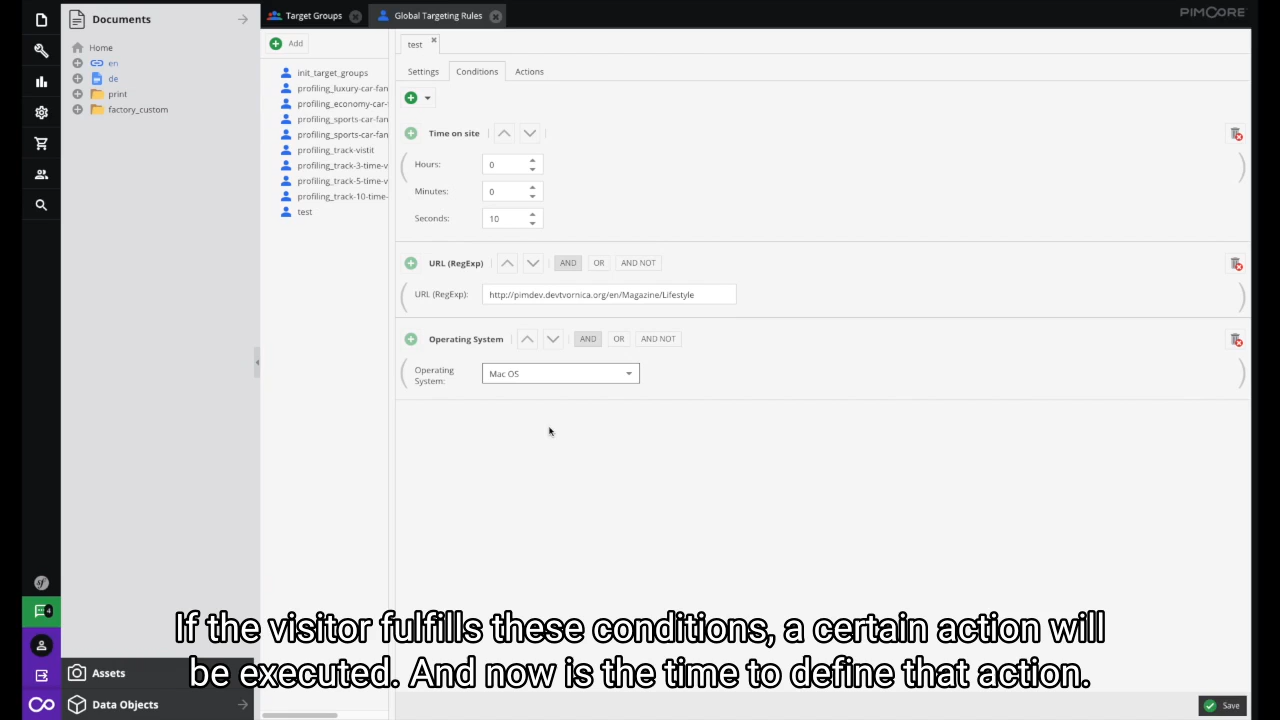 Documents
Home
en
de
print
factory_custom
Assets
Data Objects
4
Target Groups
Global Targeting Rules
PIMCORE
Add
init_target_groups
profiling_luxury-car-fan
profiling_economy-car-f
profiling_sports-car-fan
profiling_sports-car-fan
profiling_track-vistit
profiling_track-3-time-v
profiling_track-5-time-v
profiling_track-10-time-
test
test
Settings Conditions Actions
Time on site
Hours: 0
Minutes: 0
Seconds: 10
URL (RegExp) AND OR AND NOT
URL (RegExp): http://pimdev.devtvornica.org/en/Magazine/Lifestyle
Operating System AND OR AND NOT
Operating
System: Mac OS
If the visitor fulfills these conditions, a certain action will
be executed. And now is the time to define that action.
Save